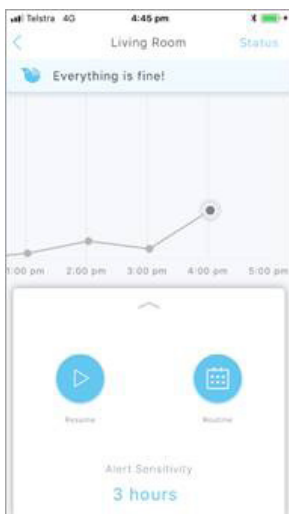 Telstra 4G 4:45 pm
Living Room Status
Everything is fine!
1:00 pm 2:00 pm 3:00 pm 4:00 pm 5:00 pm
Resume Routine
Alert Sensitivity
3 hours